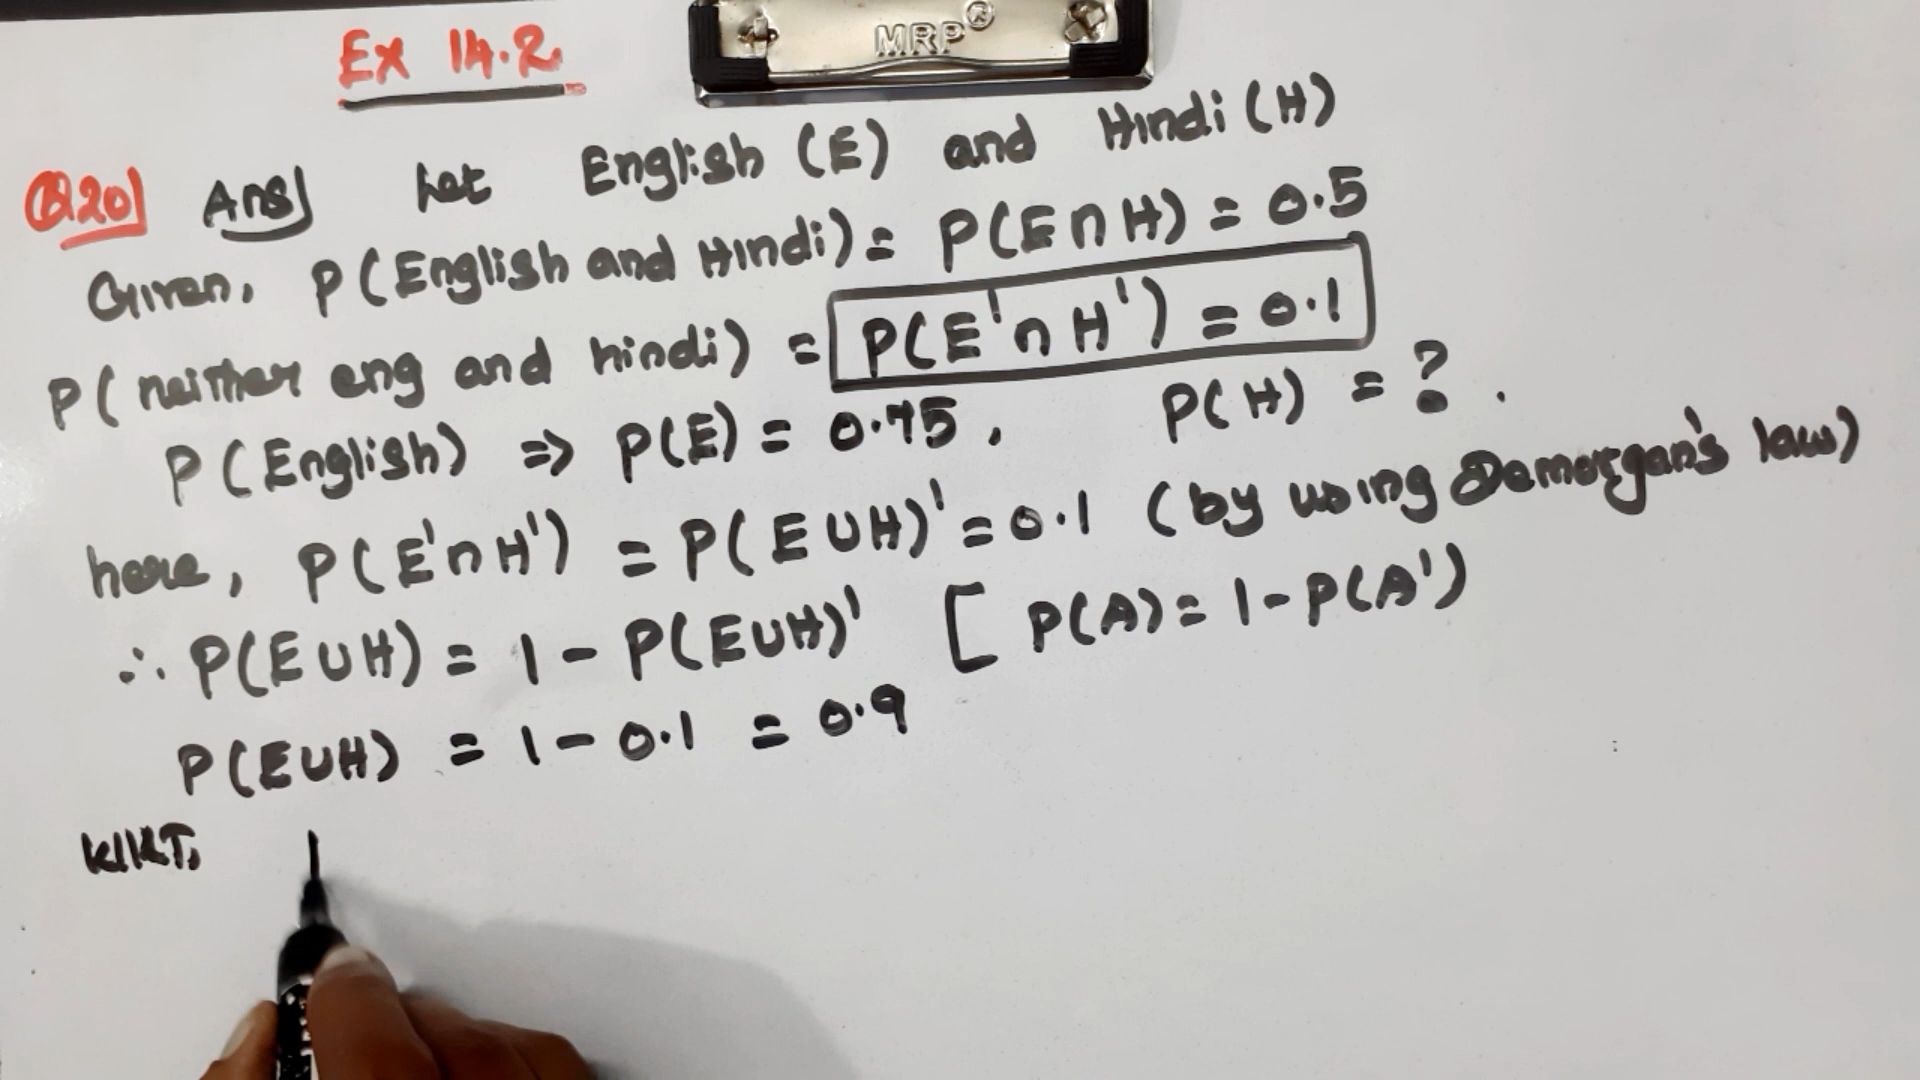 MRP®
Ex 14.2
Q20] Ans] Let English (E) and Hindi (H)
Given, P(English and Hindi) = P(E∩H) = 0.5
P(neither eng and hindi) = P(E'∩H') = 0.1
P(English) ⇒ P(E) = 0.75, P(H) = ? .
here, P(E'∩H') = P(E∪H)' = 0.1 (by using Demorgan's law)
∴ P(E∪H) = 1 - P(E∪H)' [ P(A) = 1 - P(A')
P(E∪H) = 1 - 0.1 = 0.9
WKT,